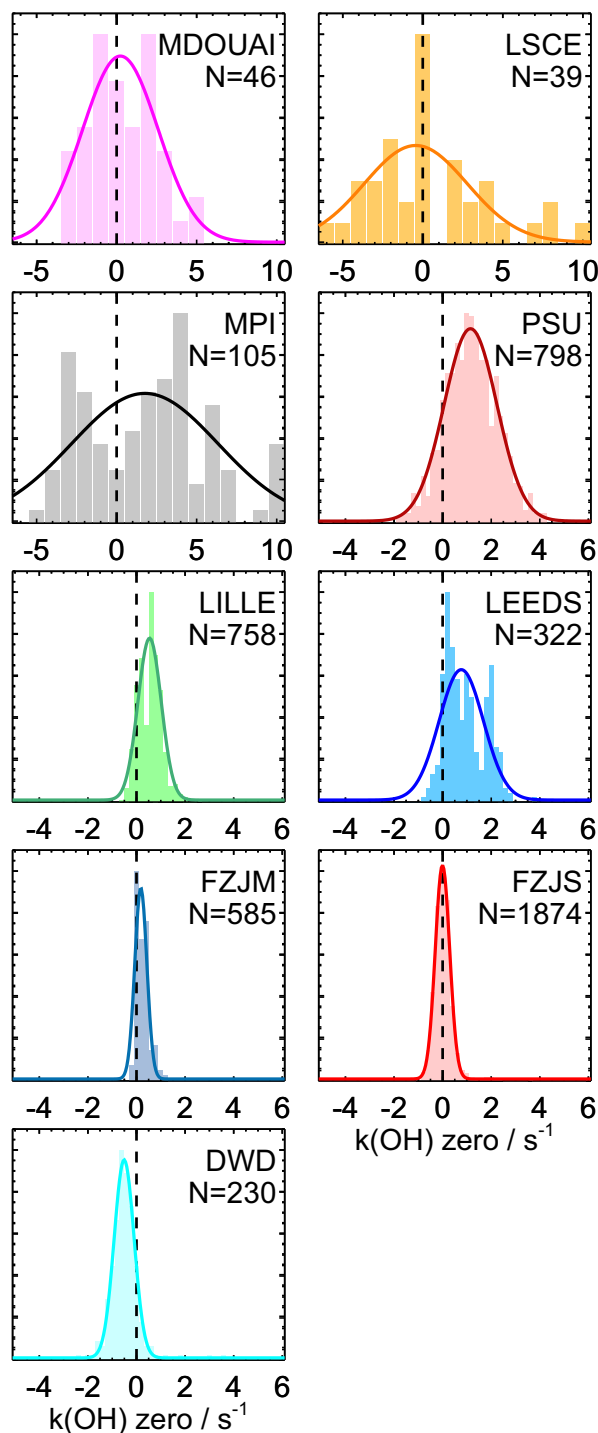 MDOUAI
N=46
-5 0 5 10
LSCE
N=39
-5 0 5 10
MPI
N=105
-5 0 5 10
PSU
N=798
-4 -2 0 2 4 6
LILLE
N=758
-4 -2 0 2 4 6
LEEDS
N=322
-4 -2 0 2 4 6
FZJM
N=585
-4 -2 0 2 4 6
FZJS
N=1874
-4 -2 0 2 4 6
k(OH) zero / s⁻¹
DWD
N=230
-4 -2 0 2 4 6
k(OH) zero / s⁻¹